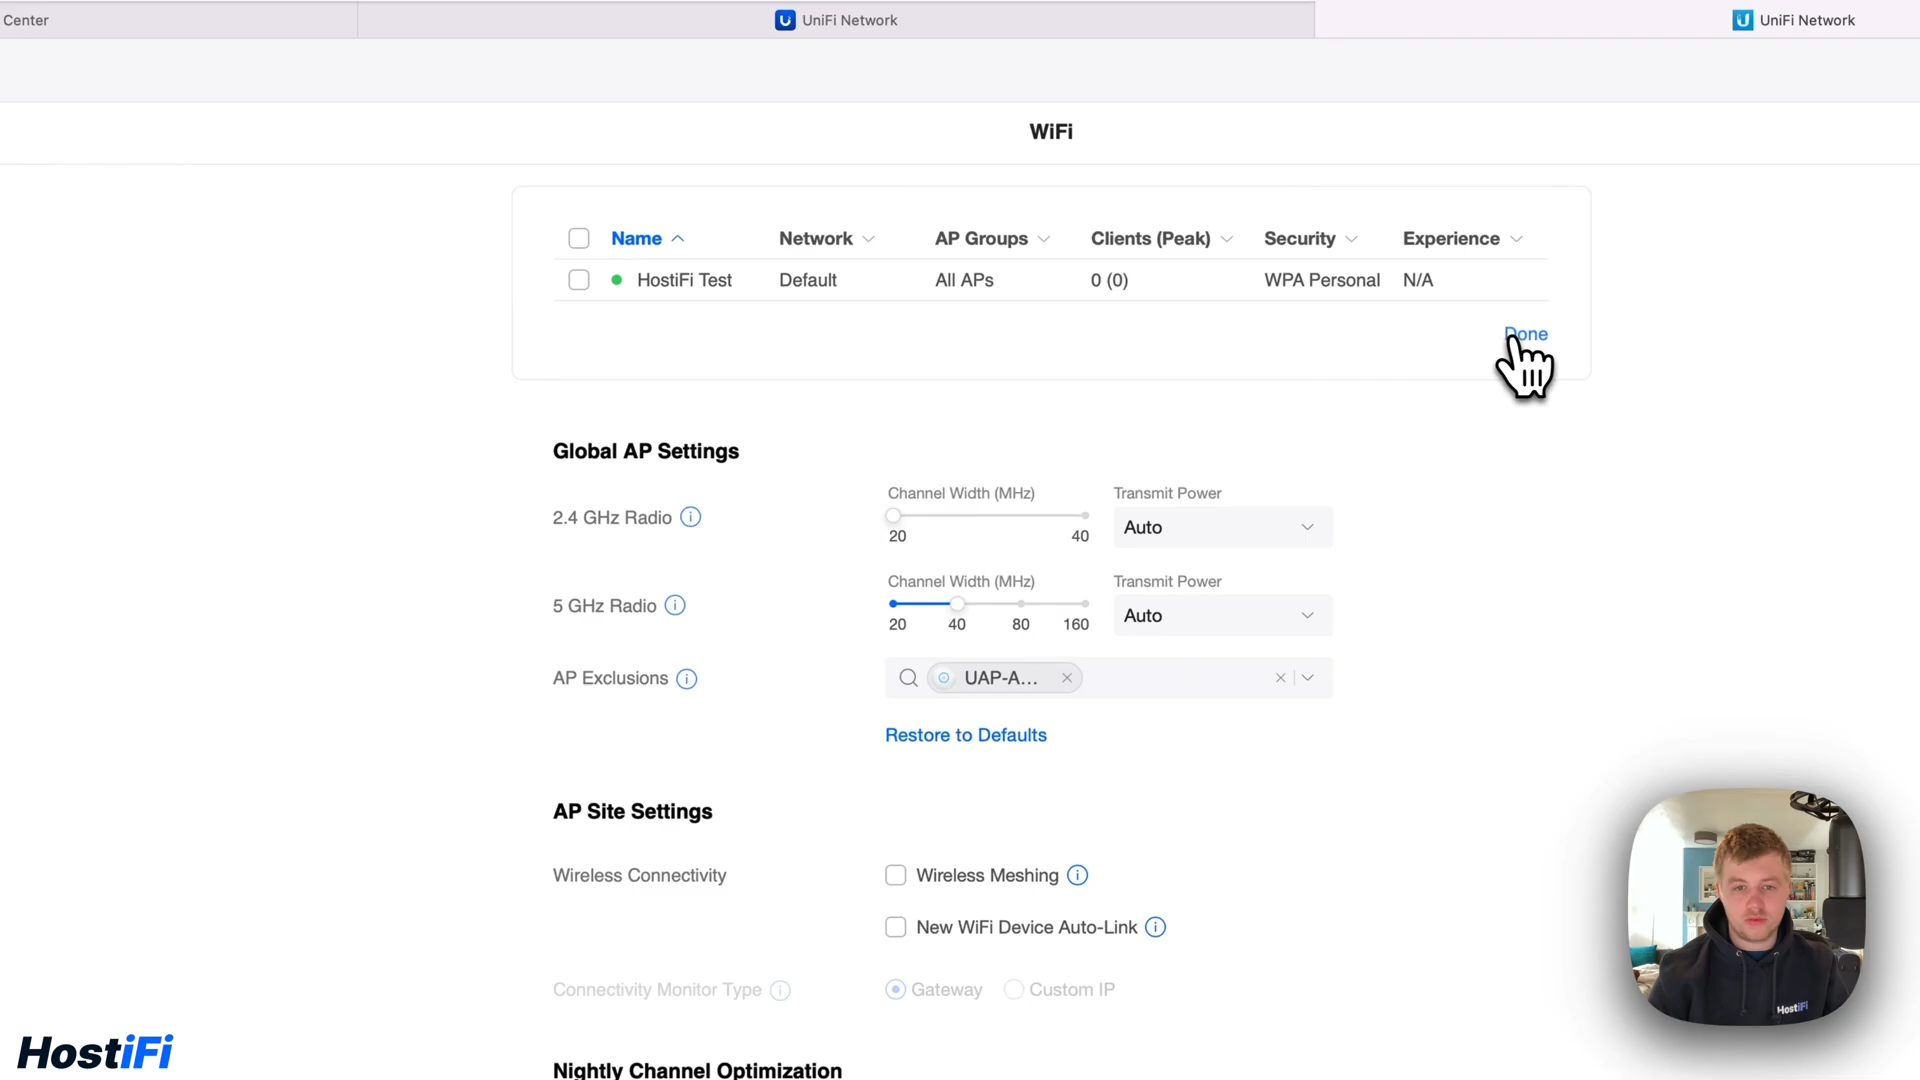 Center
UniFi Network
UniFi Network
WiFi
Name Network AP Groups Clients (Peak) Security Experience
HostiFi Test Default All APs 0 (0) WPA Personal N/A
Done
Global AP Settings
Channel Width (MHz) Transmit Power
2.4 GHz Radio Auto
20 40
Channel Width (MHz) Transmit Power
5 GHz Radio Auto
20 40 80 160
AP Exclusions UAP-A...
Restore to Defaults
AP Site Settings
Wireless Connectivity Wireless Meshing
New WiFi Device Auto-Link
Connectivity Monitor Type Gateway Custom IP
Nightly Channel Optimization
HostiFi
HostiFi